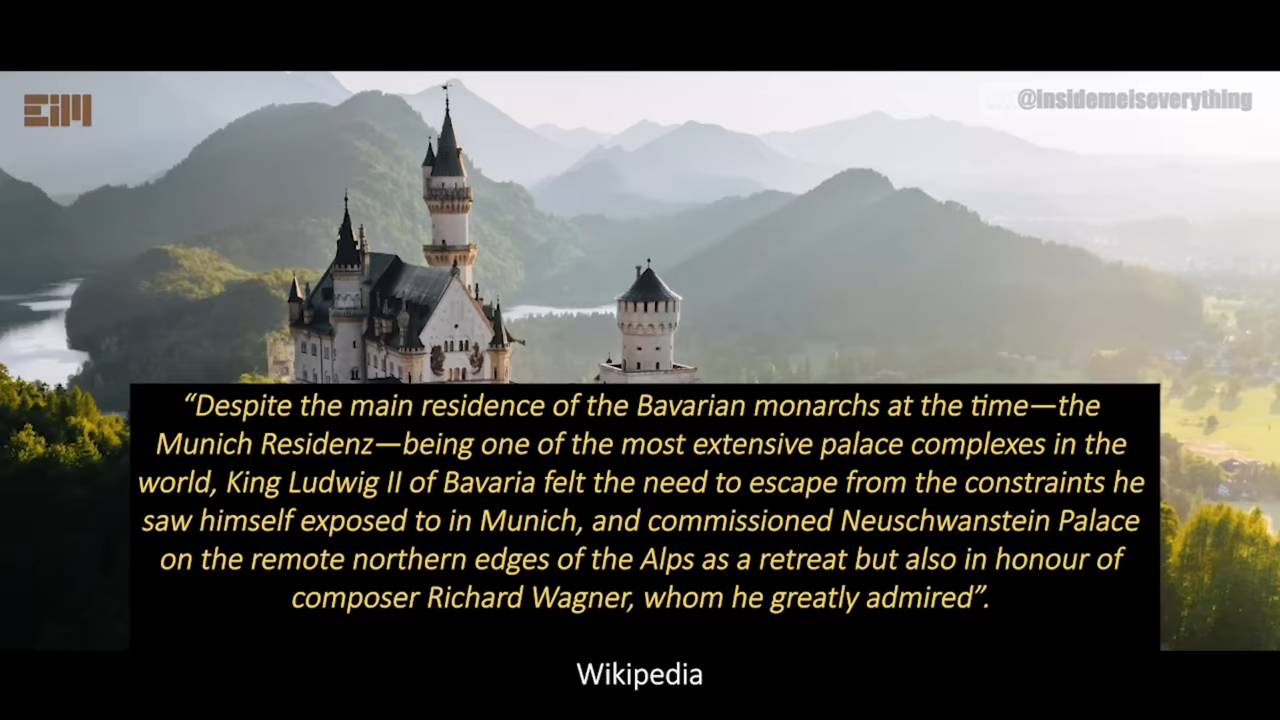 EiM
@insidemeiseverything
“Despite the main residence of the Bavarian monarchs at the time—the
Munich Residenz—being one of the most extensive palace complexes in the
world, King Ludwig II of Bavaria felt the need to escape from the constraints he
saw himself exposed to in Munich, and commissioned Neuschwanstein Palace
on the remote northern edges of the Alps as a retreat but also in honour of
composer Richard Wagner, whom he greatly admired”.
Wikipedia